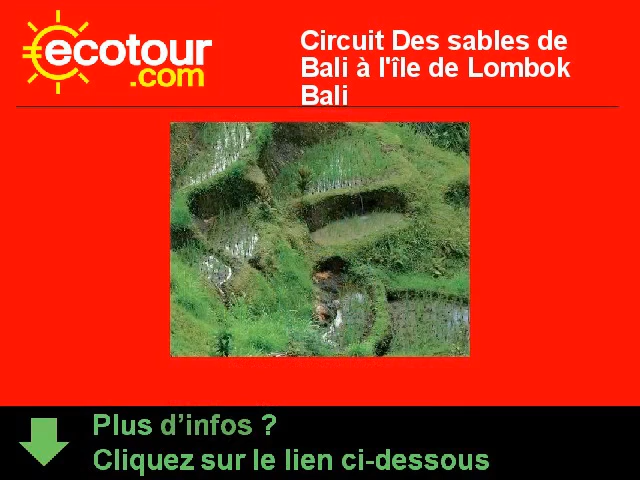 ecotour
.com
Circuit Des sables de
Bali à l'île de Lombok
Bali
Plus d’infos ?
Cliquez sur le lien ci-dessous